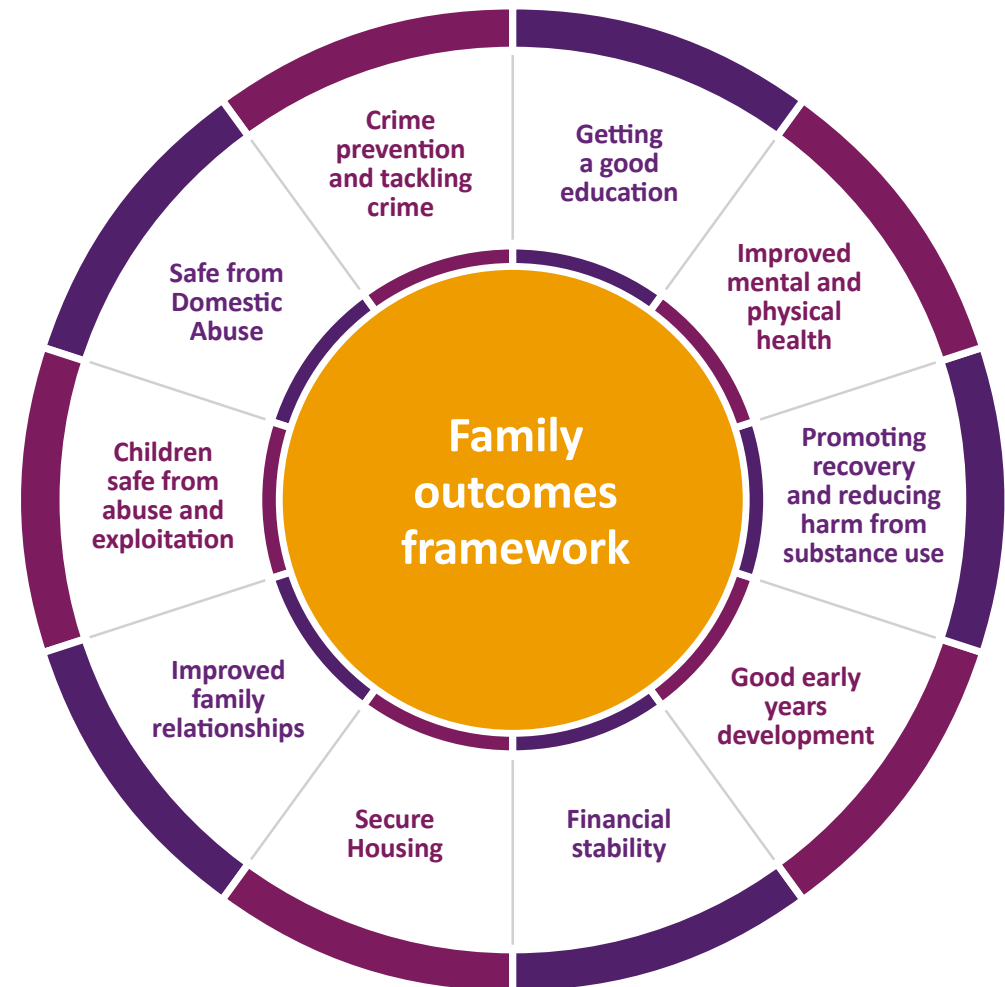 Family
outcomes
framework
Getting
a good
education
Improved
mental and
physical
health
Promoting
recovery
and reducing
harm from
substance use
Good early
years
development
Financial
stability
Secure
Housing
Improved
family
relationships
Children
safe from
abuse and
exploitation
Safe from
Domestic
Abuse
Crime
prevention
and tackling
crime